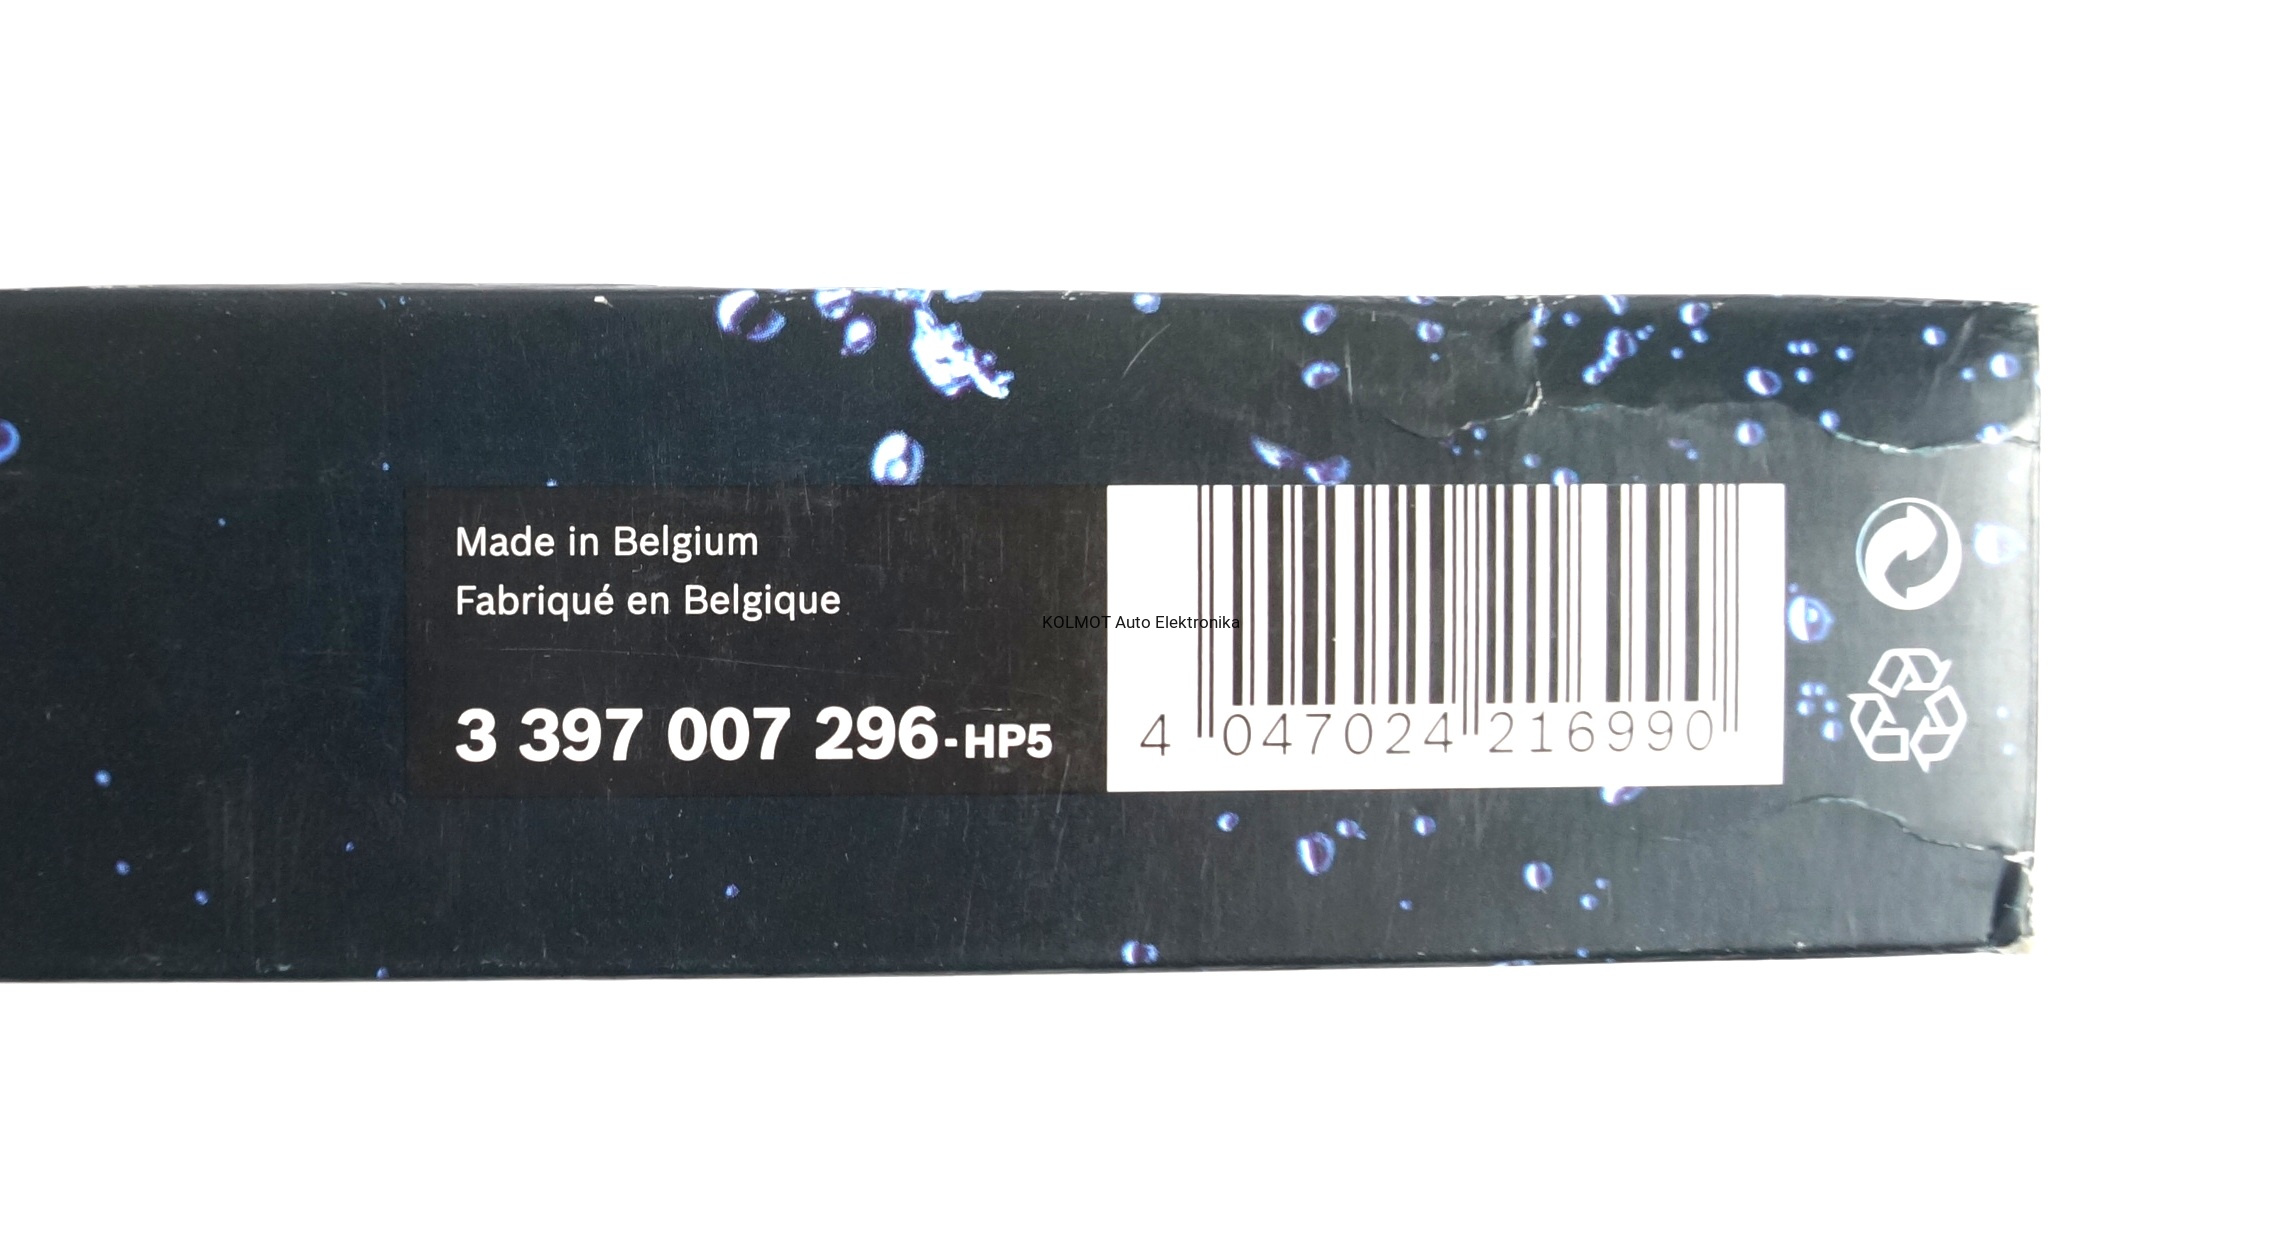 Made in Belgium
Fabriqué en Belgique
KOLMOT Auto Elektronika
3 397 007 296-HP5
4 047024 216990